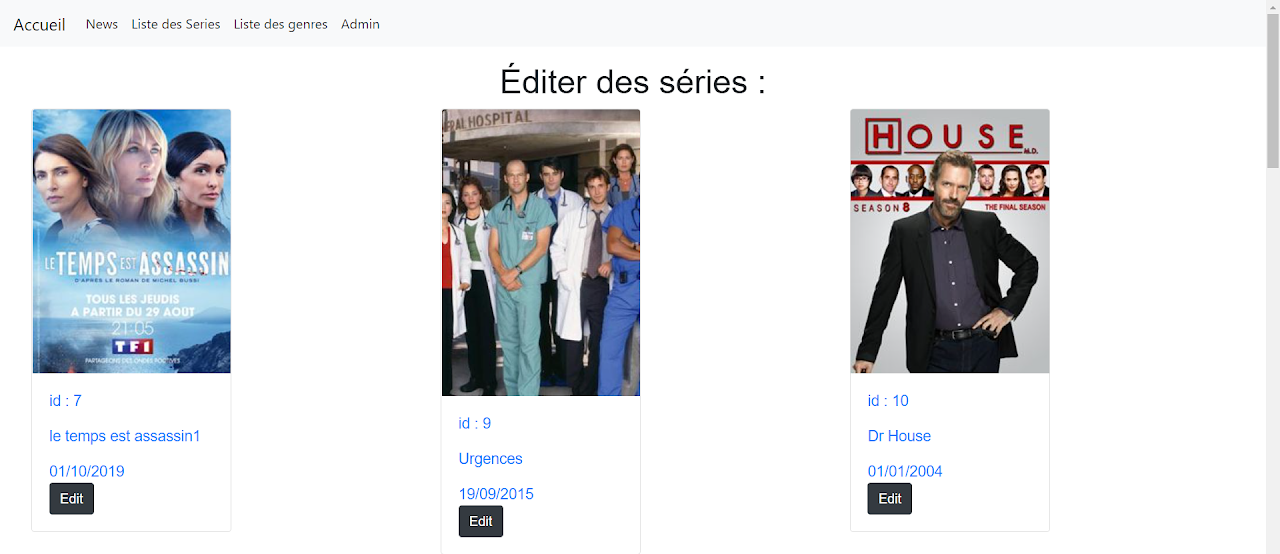 Accueil News Liste des Series Liste des genres Admin
Éditer des séries :
LE TEMPS EST ASSASSIN
D'APRÈS LE ROMAN DE MICHEL BUSSI
TOUS LES JEUDIS
A PARTIR DU 29 AOÛT
21:05
TF1
PARTAGEONS DES ONDES POSITIVES
id : 7
le temps est assassin1
01/10/2019
Edit
ERAL HOSPITAL
id : 9
Urgences
19/09/2015
Edit
HOUSE M.D.
SEASON 8 THE FINAL SEASON
id : 10
Dr House
01/01/2004
Edit